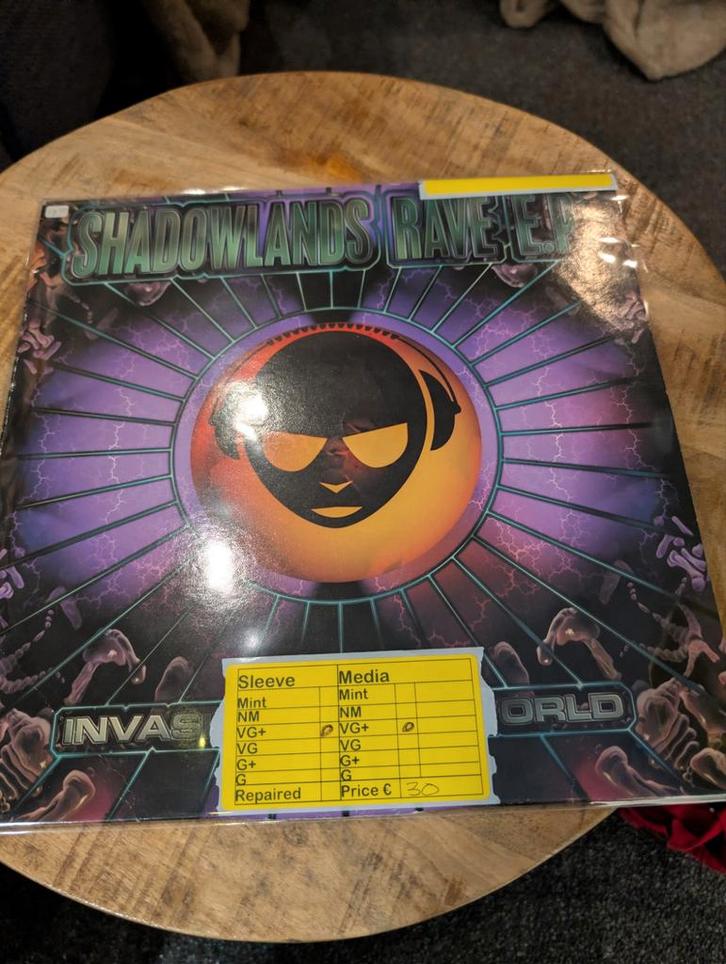 SHADOWLANDS RAVE E.P
INVAS ORLD
Sleeve Media
Mint Mint
NM NM
VG+ VG+
VG VG
G+ G+
G G
Repaired Price € 30